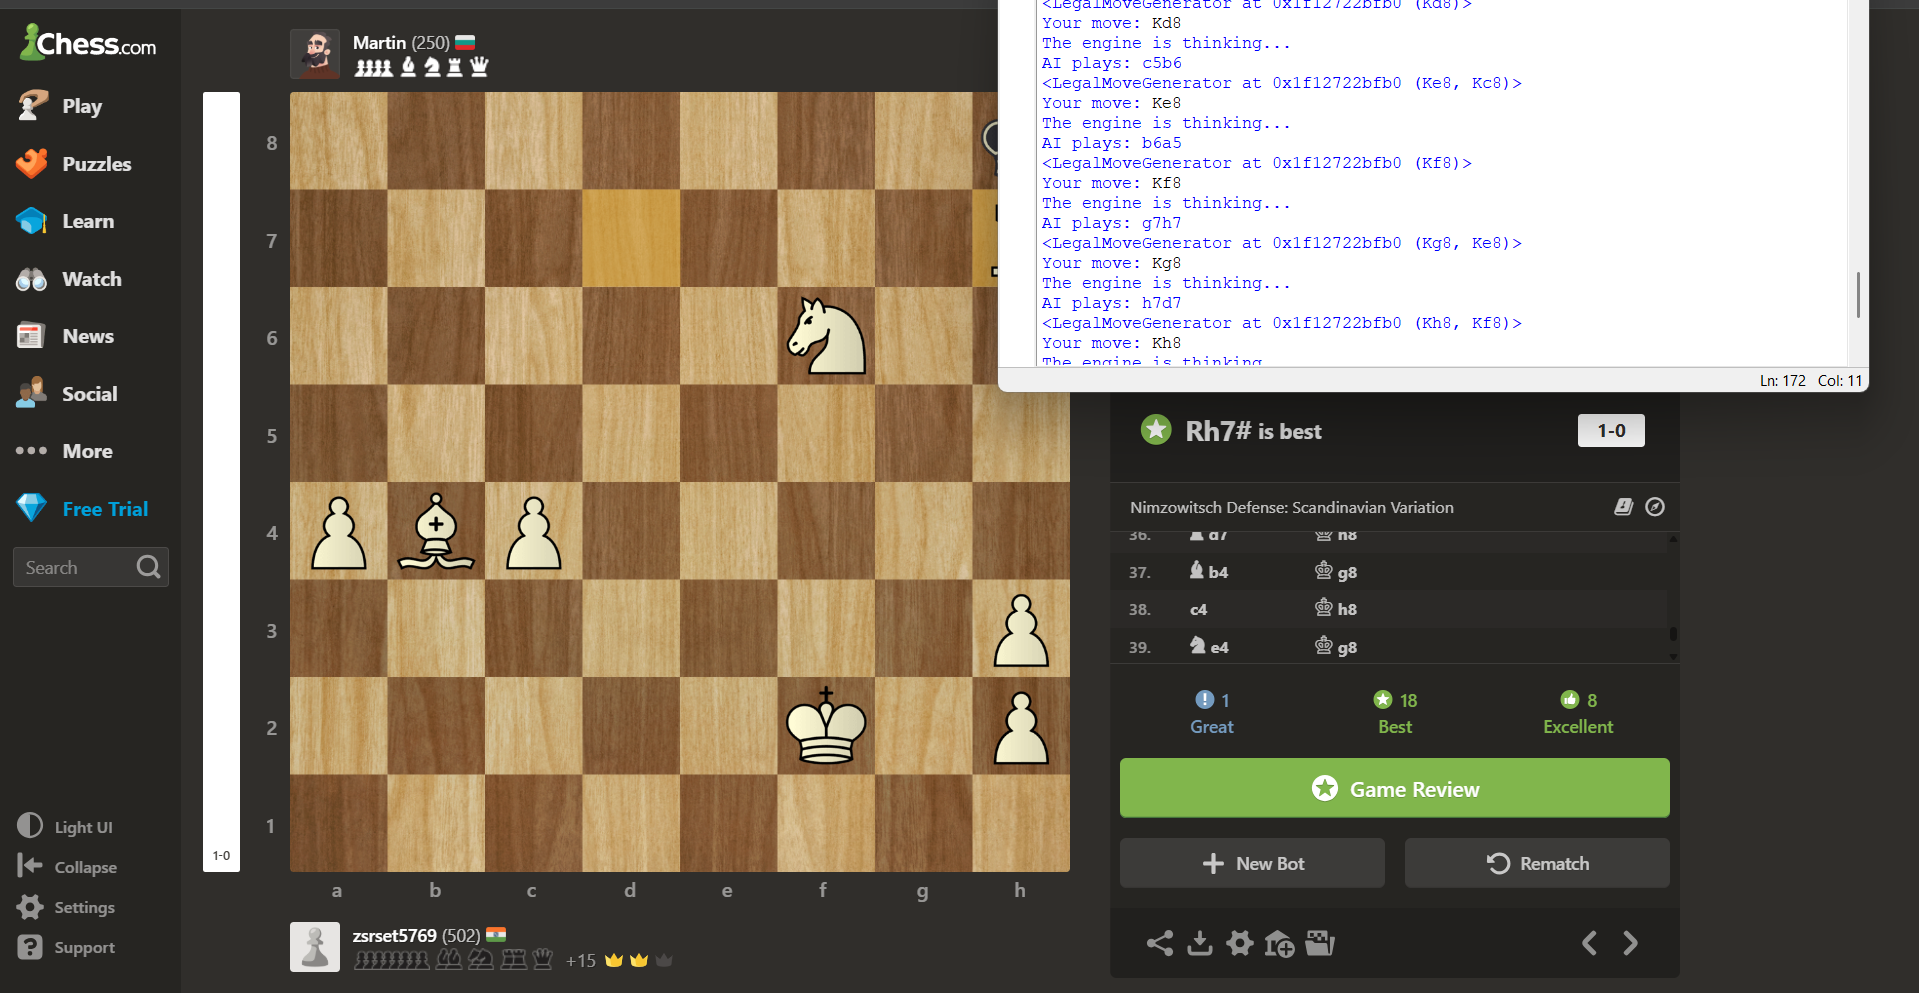 Chess.com
Play
Puzzles
Learn
Watch
News
Social
More
Free Trial
Search
Light UI
Collapse
Settings
Support
Martin (250)
1-0
8
7
6
5
4
3
2
1
a b c d e f g h
zsrset5769 (502)
+15
<LegalMoveGenerator at 0x1f12722bfb0 (Kd8)>
Your move: Kd8
The engine is thinking...
AI plays: c5b6
<LegalMoveGenerator at 0x1f12722bfb0 (Ke8, Kc8)>
Your move: Ke8
The engine is thinking...
AI plays: b6a5
<LegalMoveGenerator at 0x1f12722bfb0 (Kf8)>
Your move: Kf8
The engine is thinking...
AI plays: g7h7
<LegalMoveGenerator at 0x1f12722bfb0 (Kg8, Ke8)>
Your move: Kg8
The engine is thinking...
AI plays: h7d7
<LegalMoveGenerator at 0x1f12722bfb0 (Kh8, Kf8)>
Your move: Kh8
The engine is thinking
Ln: 172 Col: 11
Rh7# is best
1-0
Nimzowitsch Defense: Scandinavian Variation
36. d7 h8
37. b4 g8
38. c4 h8
39. e4 g8
! 1
18
8
Great
Best
Excellent
Game Review
New Bot
Rematch